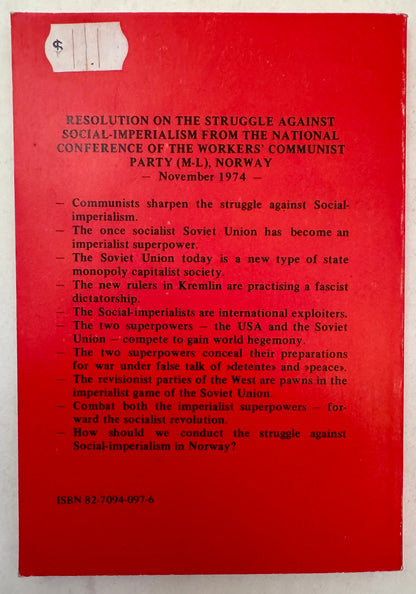 $
RESOLUTION ON THE STRUGGLE AGAINST
SOCIAL-IMPERIALISM FROM THE NATIONAL
CONFERENCE OF THE WORKERS' COMMUNIST
PARTY (M-L), NORWAY
— November 1974 —
— Communists sharpen the struggle against Social-
imperialism.
— The once socialist Soviet Union has become an
imperialist superpower.
— The Soviet Union today is a new type of state
monopoly capitalist society.
— The new rulers in Kremlin are practising a fascist
dictatorship.
— The Social-imperialists are international exploiters.
— The two superpowers — the USA and the Soviet
Union — compete to gain world hegemony.
— The two superpowers conceal their preparations
for war under false talk of »detente» and »peace».
— The revisionist parties of the West are pawns in the
imperialist game of the Soviet Union.
— Combat both the imperialist superpowers — for-
ward the socialist revolution.
— How should we conduct the struggle against
Social-imperialism in Norway?
ISBN 82-7094-097-6